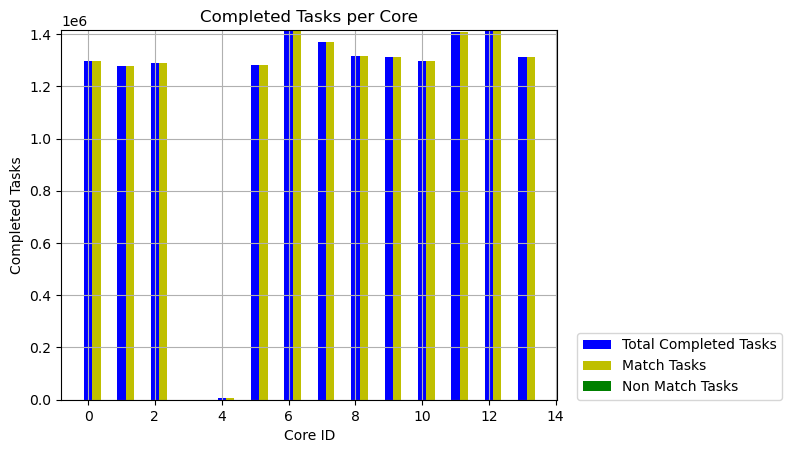 Completed Tasks per Core
1e6
1.4
1.2
1.0
0.8
0.6
0.4
0.2
0.0
Completed Tasks
0 2 4 6 8 10 12 14
Core ID
Total Completed Tasks
Match Tasks
Non Match Tasks